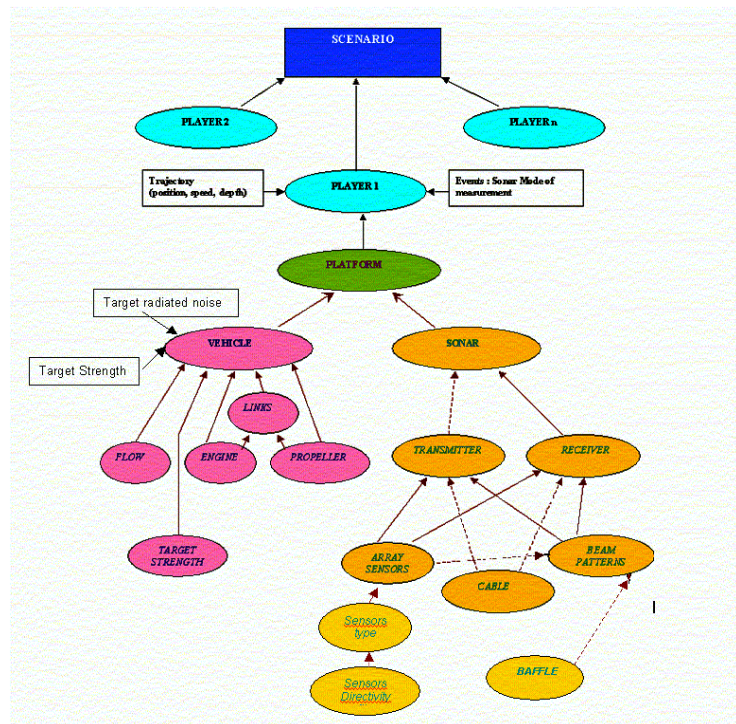 SCENARIO
PLAYER 2
PLAYER n
Trajectory
(position, speed, depth)
PLAYER 1
Events : Sonar Mode of
measurement
PLATFORM
Target radiated noise
VEHICLE
SONAR
Target Strength
LINKS
FLOW
ENGINE
PROPELLER
TRANSMITTER
RECEIVER
TARGET
STRENGTH
ARRAY
SENSORS
BEAM
PATTERNS
CABLE
Sensors
type
BAFFLE
Sensors
Directivity